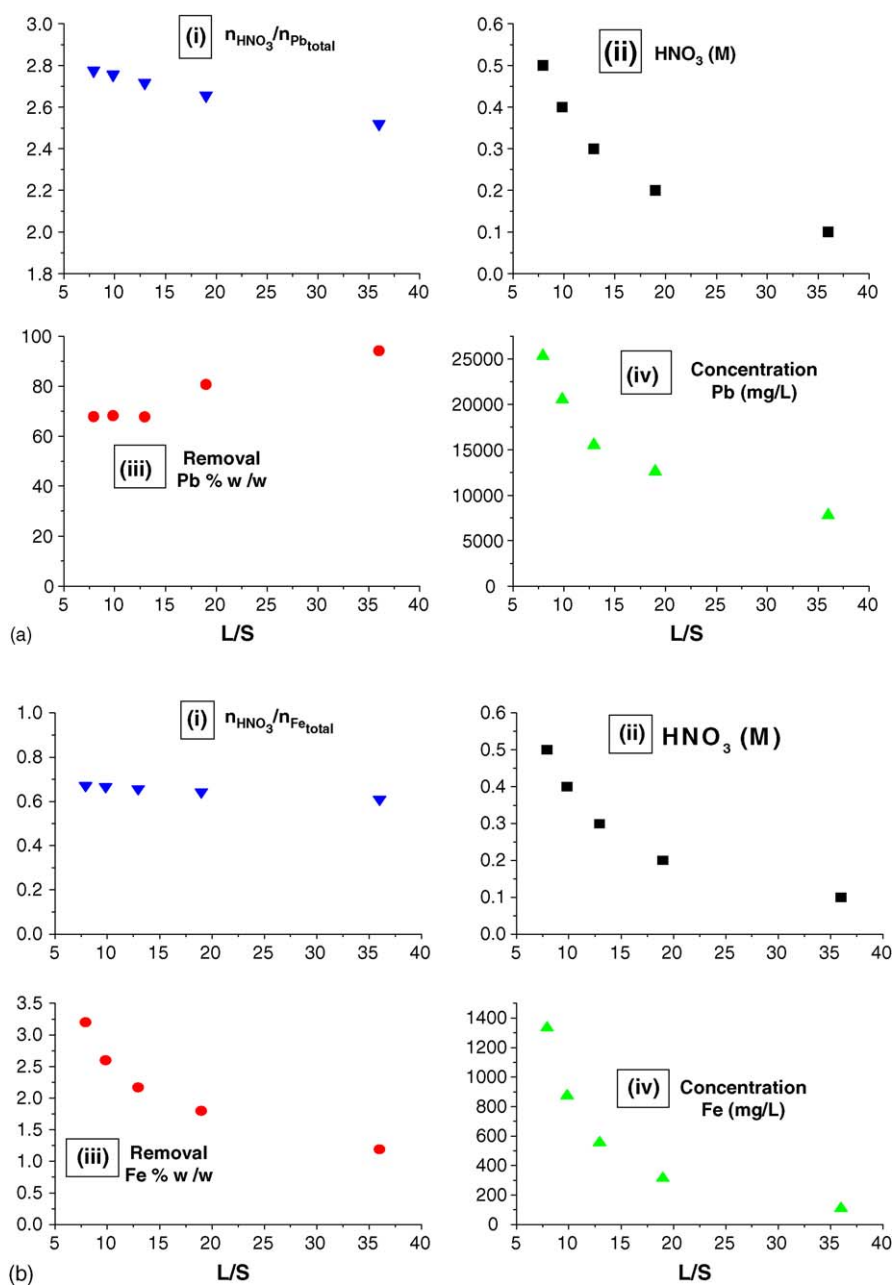 (i) n_HNO3/n_Pb_total
3.0
2.8
2.6
2.4
2.2
2.0
1.8
5 10 15 20 25 30 35 40
(ii) HNO3 (M)
0.6
0.5
0.4
0.3
0.2
0.1
0.0
5 10 15 20 25 30 35 40
100
80
60
40
20
0
(iii) Removal
Pb % w /w
5 10 15 20 25 30 35 40
L/S
25000
20000
15000
10000
5000
0
(iv) Concentration
Pb (mg/L)
5 10 15 20 25 30 35 40
L/S
(a)
(i) n_HNO3/n_Fe_total
1.0
0.8
0.6
0.4
0.2
0.0
5 10 15 20 25 30 35 40
(ii) HNO3 (M)
0.6
0.5
0.4
0.3
0.2
0.1
0.0
5 10 15 20 25 30 35 40
3.5
3.0
2.5
2.0
1.5
1.0
0.5
0.0
(iii) Removal
Fe % w /w
5 10 15 20 25 30 35 40
L/S
1400
1200
1000
800
600
400
200
0
(iv) Concentration
Fe (mg/L)
5 10 15 20 25 30 35 40
L/S
(b)